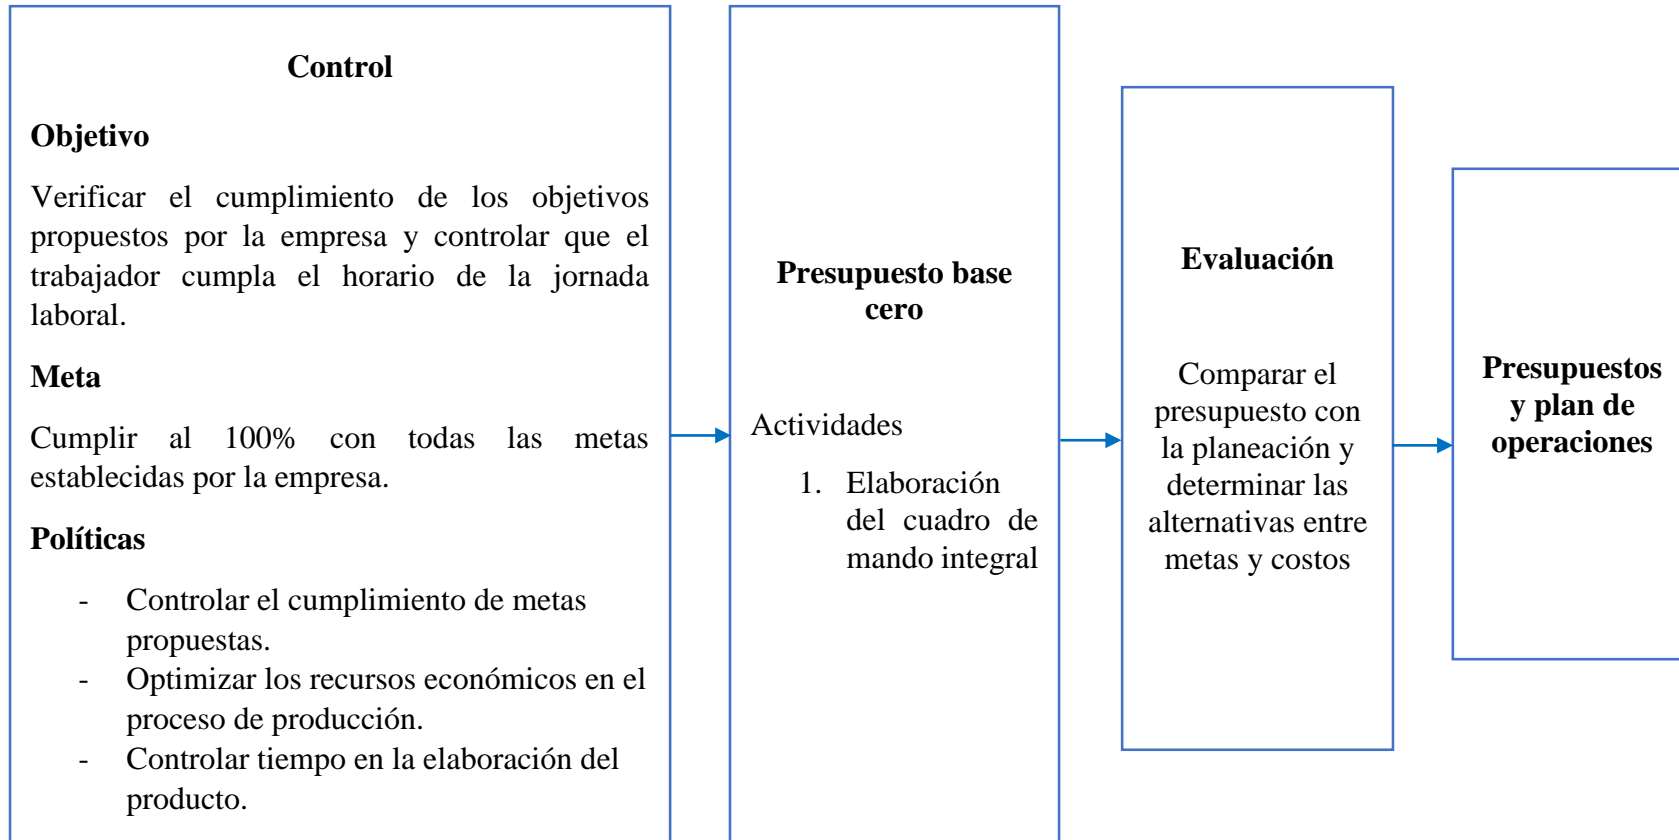 Control
Objetivo
Verificar el cumplimiento de los objetivos
propuestos por la empresa y controlar que el
trabajador cumpla el horario de la jornada
laboral.
Meta
Cumplir al 100% con todas las metas
establecidas por la empresa.
Políticas
- Controlar el cumplimiento de metas
propuestas.
- Optimizar los recursos económicos en el
proceso de producción.
- Controlar tiempo en la elaboración del
producto.
Presupuesto base
cero
Actividades
1. Elaboración
del cuadro de
mando integral
Evaluación
Comparar el
presupuesto con
la planeación y
determinar las
alternativas entre
metas y costos
Presupuestos
y plan de
operaciones